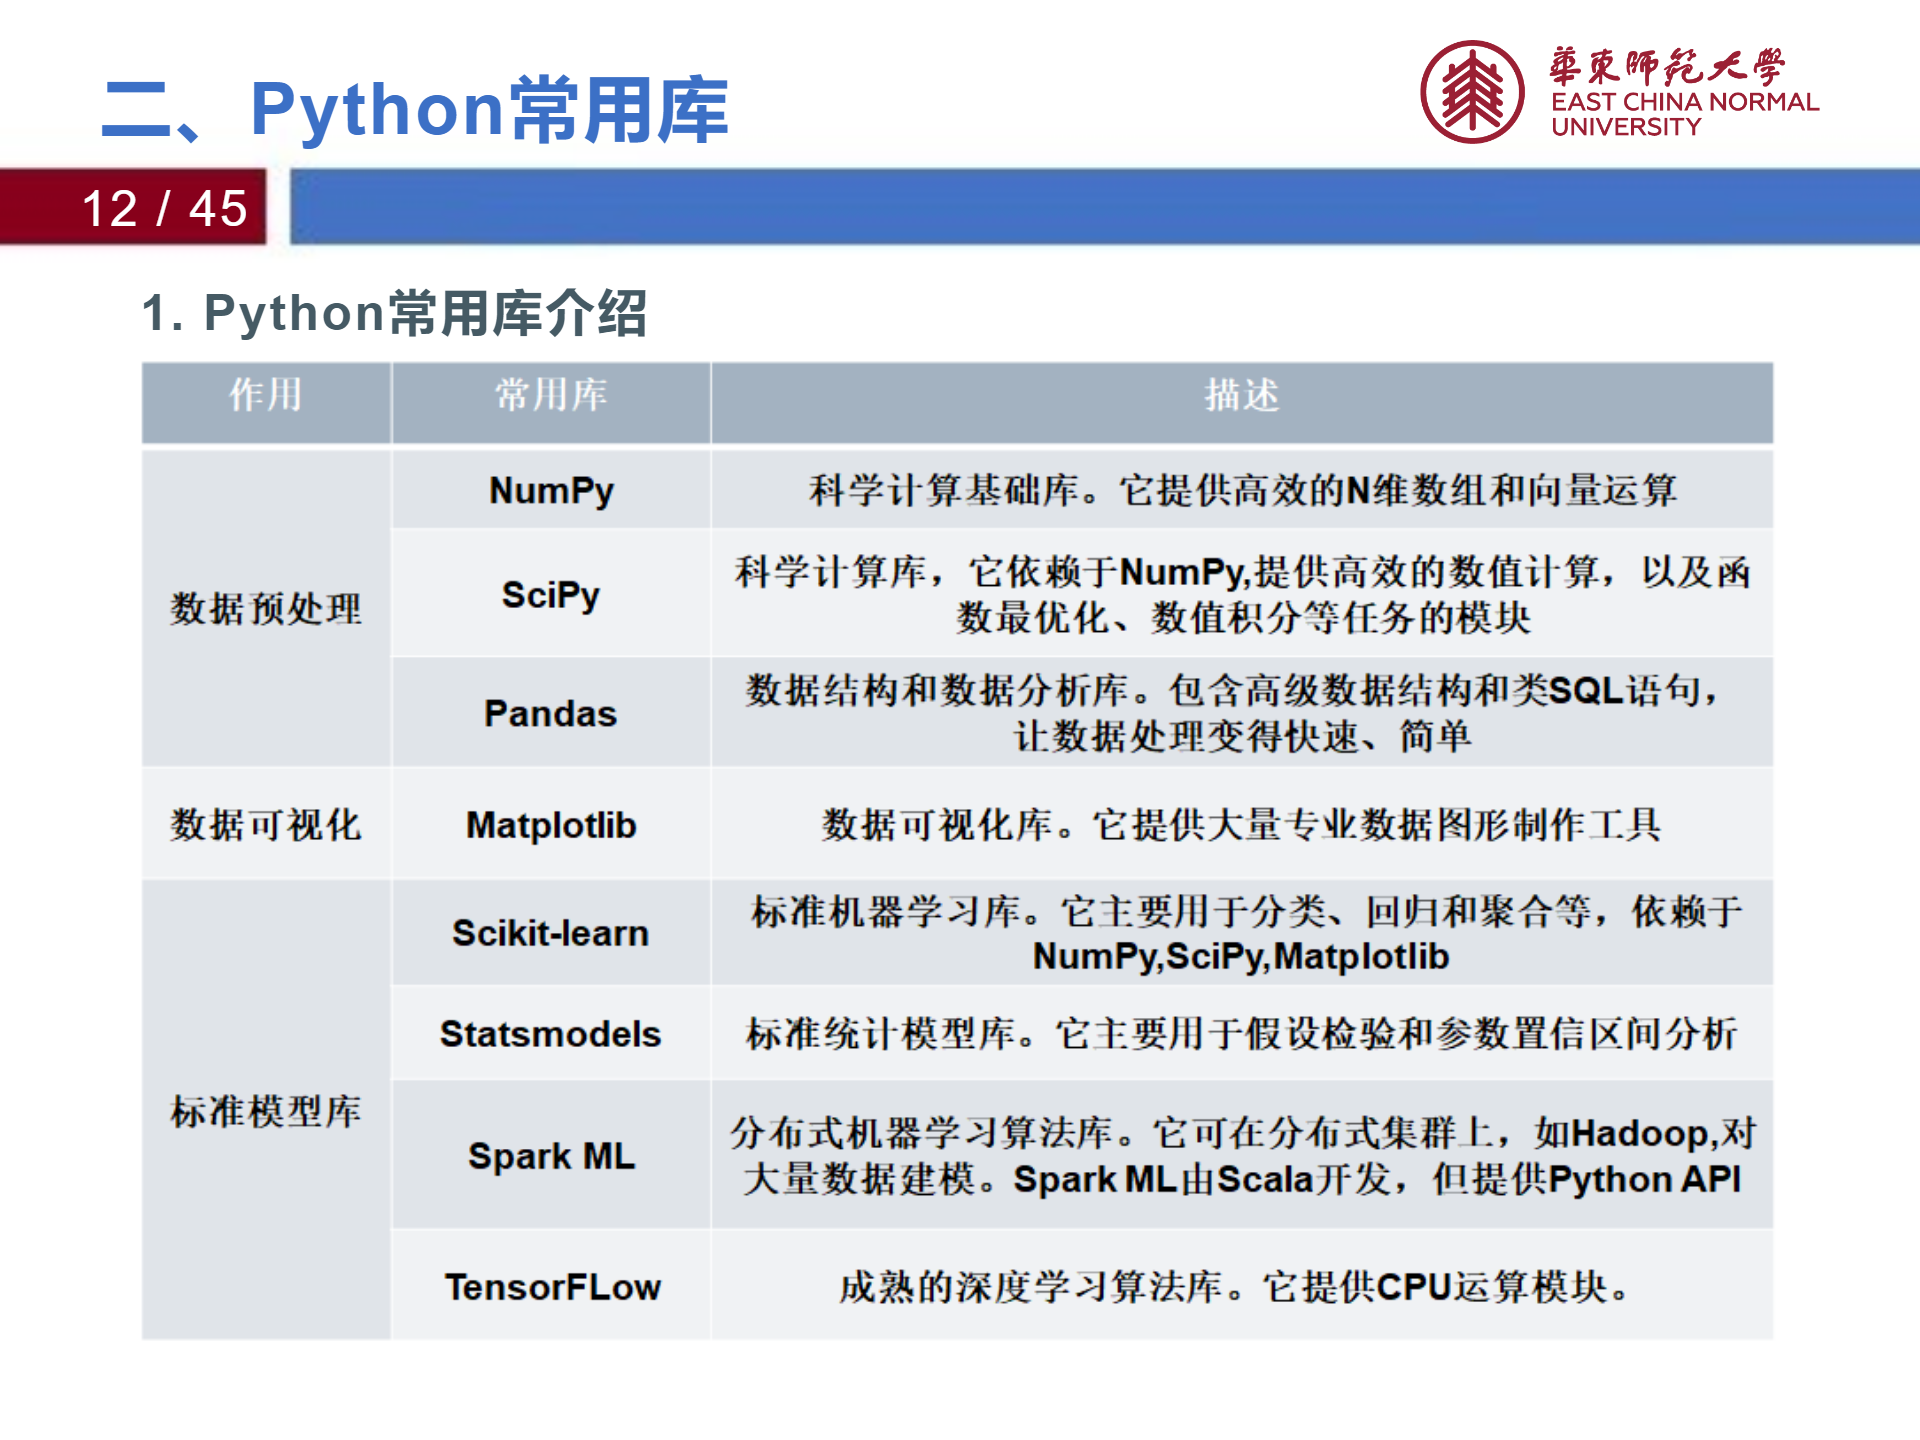 二、Python常用库
華東師範大學
EAST CHINA NORMAL
UNIVERSITY
12 / 45
1. Python常用库介绍
作用 常用库 描述
数据预处理
NumPy 科学计算基础库。它提供高效的N维数组和向量运算
SciPy 科学计算库，它依赖于NumPy,提供高效的数值计算，以及函
数最优化、数值积分等任务的模块
Pandas 数据结构和数据分析库。包含高级数据结构和类SQL语句，
让数据处理变得快速、简单
数据可视化 Matplotlib 数据可视化库。它提供大量专业数据图形制作工具
标准模型库
Scikit-learn 标准机器学习库。它主要用于分类、回归和聚合等，依赖于
NumPy,SciPy,Matplotlib
Statsmodels 标准统计模型库。它主要用于假设检验和参数置信区间分析
Spark ML 分布式机器学习算法库。它可在分布式集群上，如Hadoop,对
大量数据建模。Spark ML由Scala开发，但提供Python API
TensorFLow 成熟的深度学习算法库。它提供CPU运算模块。